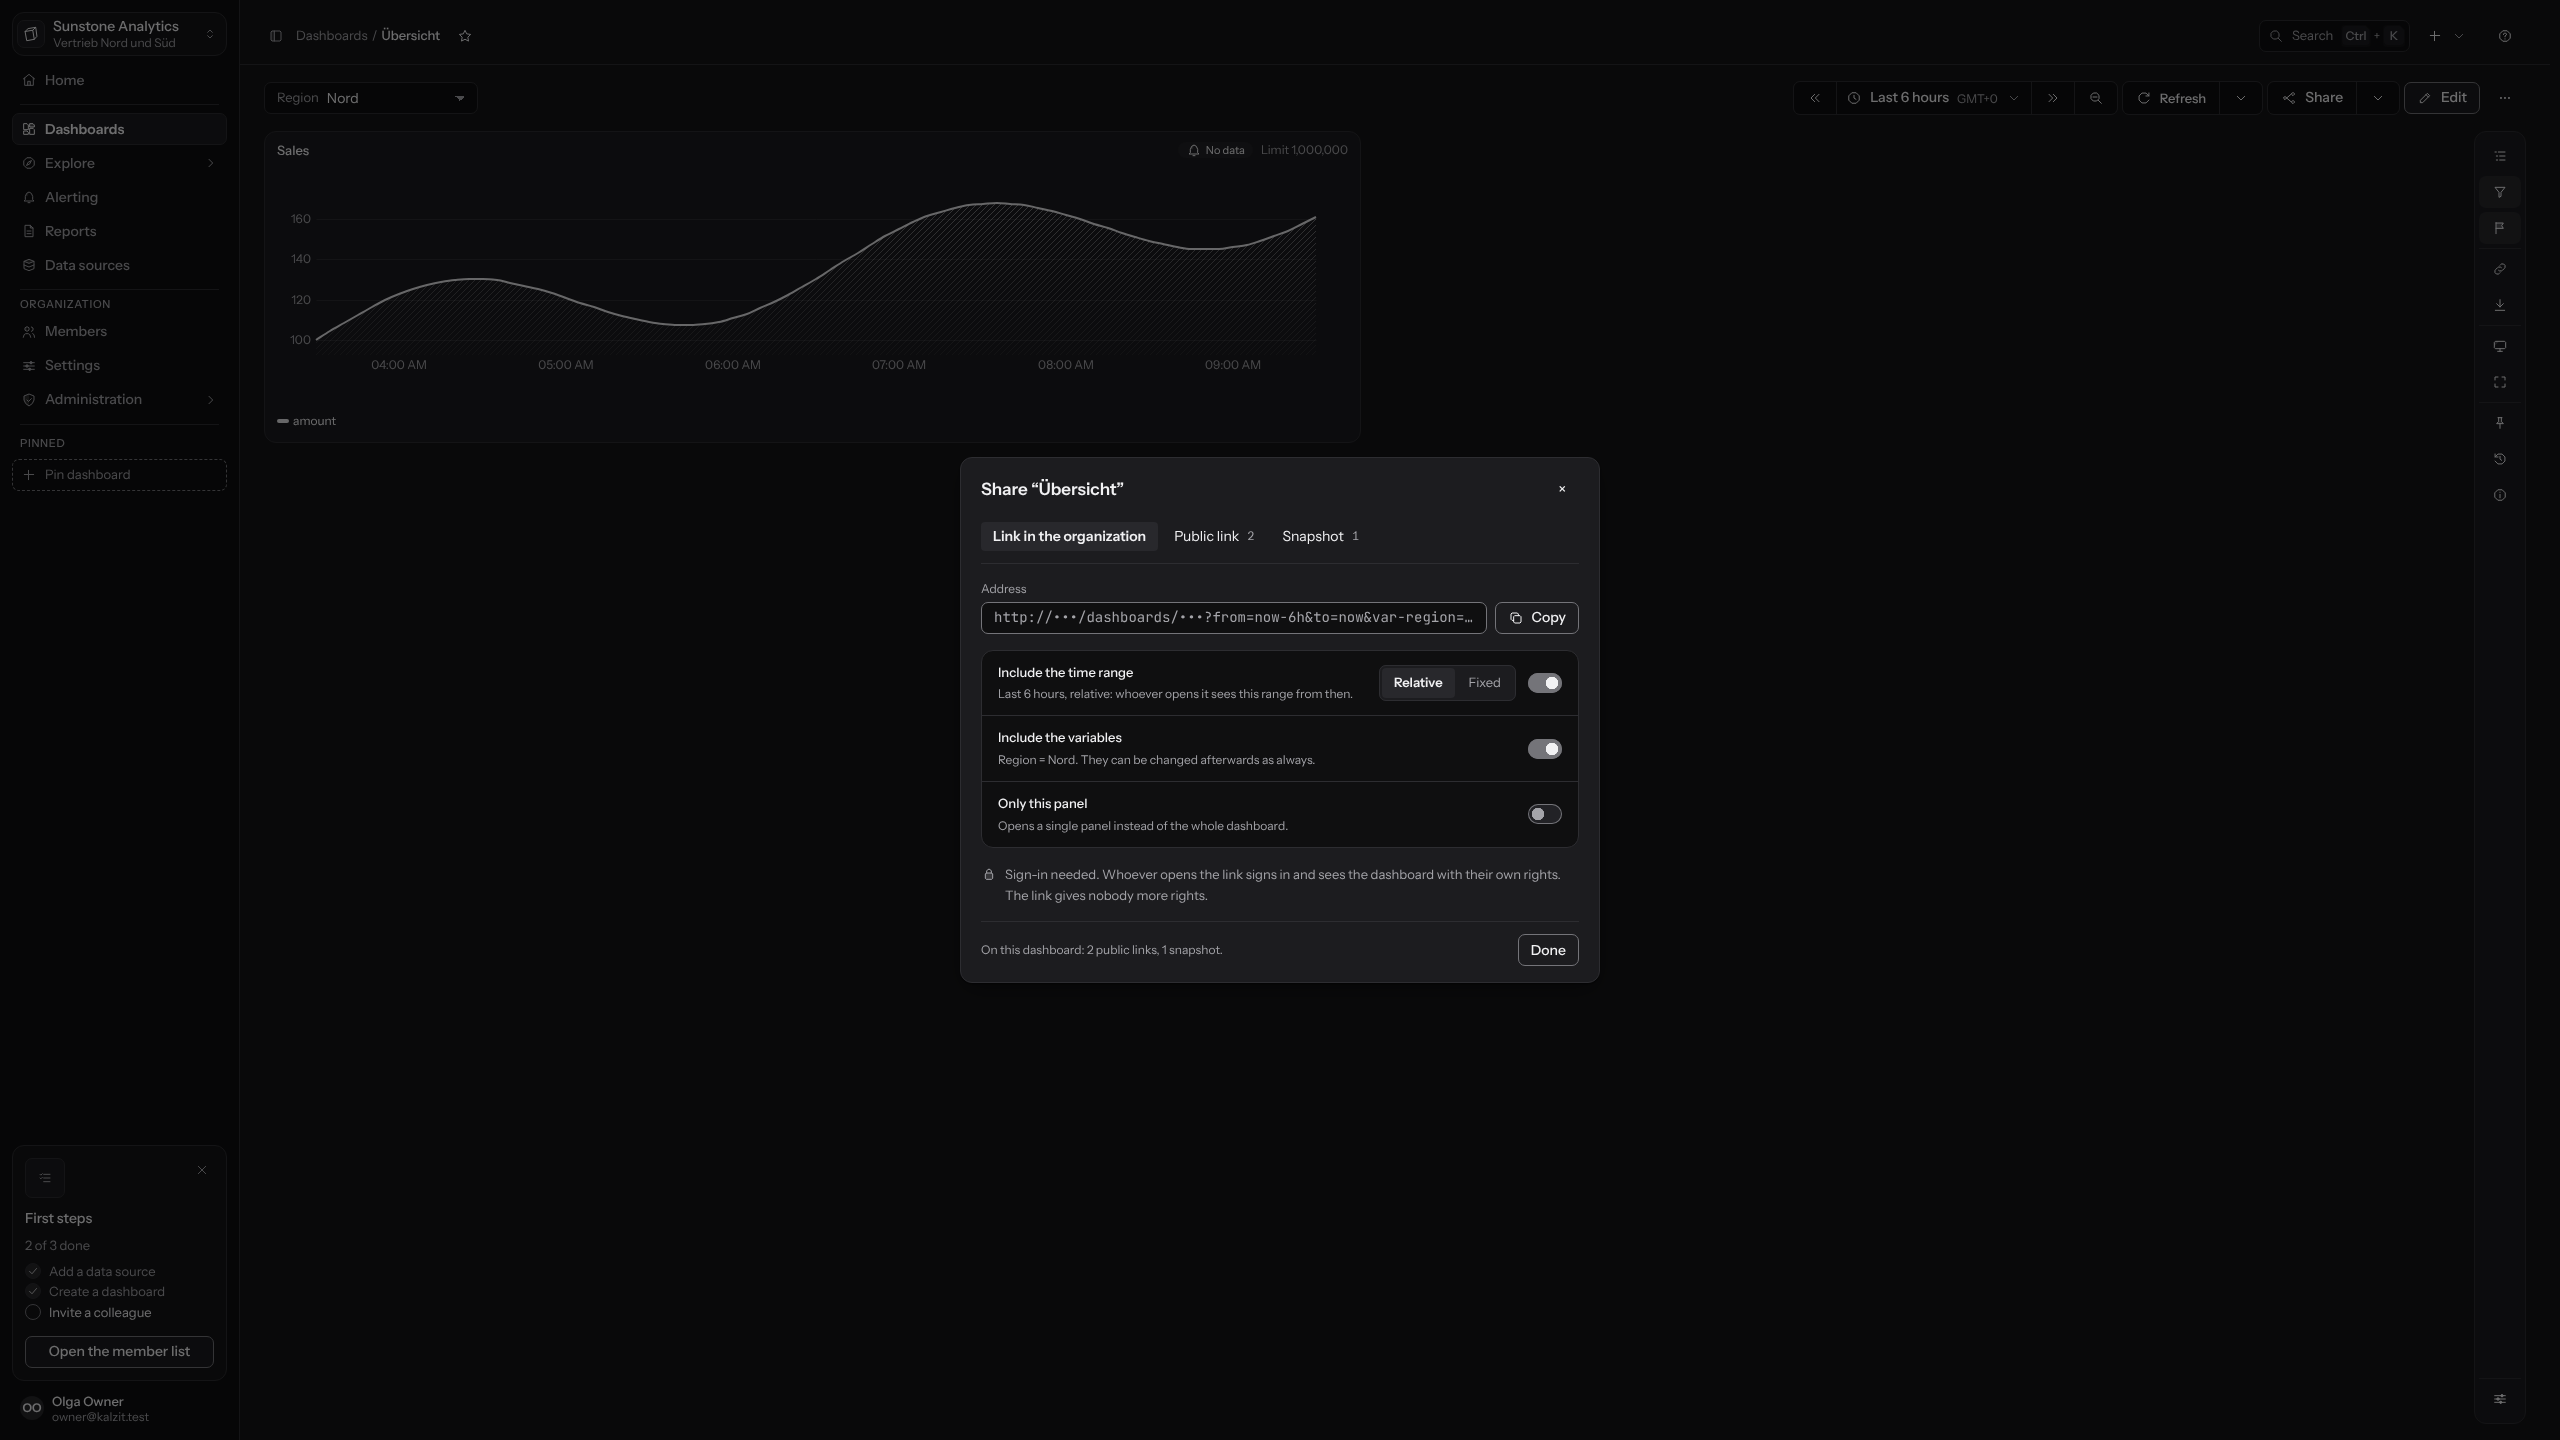 Sunstone Analytics
Vertrieb Nord und Süd
Home
Dashboards
Explore
Alerting
Reports
Data sources
ORGANIZATION
Members
Settings
Administration
PINNED
Pin dashboard
First steps
2 of 3 done
Add a data source
Create a dashboard
Invite a colleague
Open the member list
OO
Olga Owner
owner@kalzit.test
Dashboards / Übersicht
Search Ctrl + K
Region Nord
Last 6 hours GMT+0
Refresh
Share
Edit
Sales
No data
Limit 1,000,000
160
140
120
100
04:00 AM 05:00 AM 06:00 AM 07:00 AM 08:00 AM 09:00 AM
amount
Share “Übersicht”
Link in the organization
Public link 2
Snapshot 1
Address
http://•••/dashboards/•••?from=now-6h&to=now&var-region=…
Copy
Include the time range
Last 6 hours, relative: whoever opens it sees this range from then.
Relative
Fixed
Include the variables
Region = Nord. They can be changed afterwards as always.
Only this panel
Opens a single panel instead of the whole dashboard.
Sign-in needed. Whoever opens the link signs in and sees the dashboard with their own rights.
The link gives nobody more rights.
On this dashboard: 2 public links, 1 snapshot.
Done